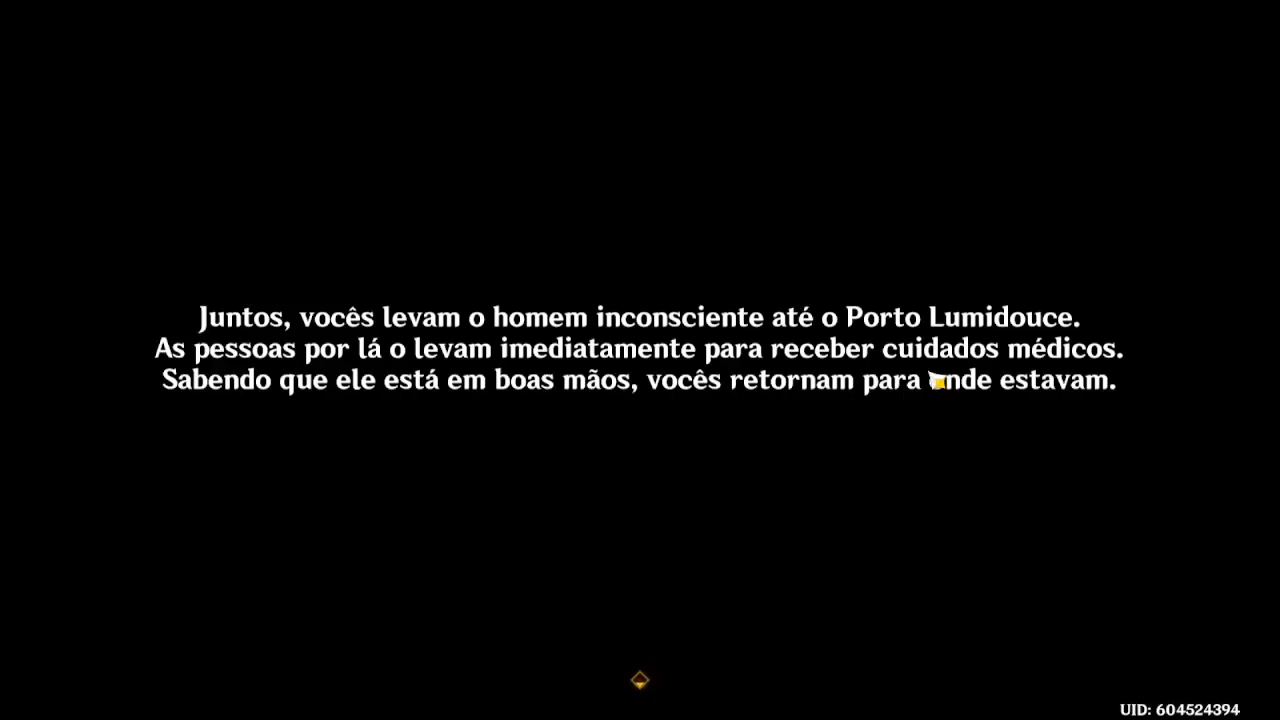 Juntos, vocês levam o homem inconsciente até o Porto Lumidouce.
As pessoas por lá o levam imediatamente para receber cuidados médicos.
Sabendo que ele está em boas mãos, vocês retornam para onde estavam.
UID: 604524394